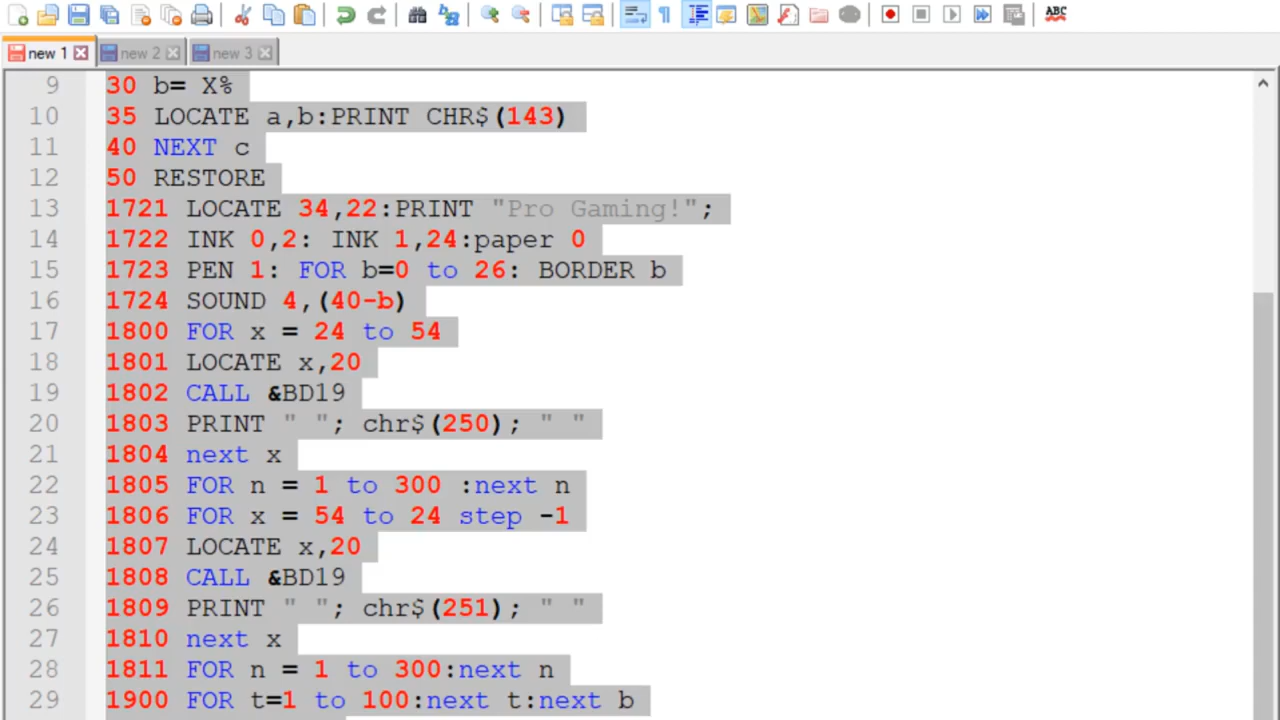 ABC
new 1 new 2 new 3
9 30 b= X%
10 35 LOCATE a,b:PRINT CHR$(143)
11 40 NEXT c
12 50 RESTORE
13 1721 LOCATE 34,22:PRINT "Pro Gaming!";
14 1722 INK 0,2: INK 1,24:paper 0
15 1723 PEN 1: FOR b=0 to 26: BORDER b
16 1724 SOUND 4,(40-b)
17 1800 FOR x = 24 to 54
18 1801 LOCATE x,20
19 1802 CALL &BD19
20 1803 PRINT " "; chr$(250); " "
21 1804 next x
22 1805 FOR n = 1 to 300 :next n
23 1806 FOR x = 54 to 24 step -1
24 1807 LOCATE x,20
25 1808 CALL &BD19
26 1809 PRINT " "; chr$(251); " "
27 1810 next x
28 1811 FOR n = 1 to 300:next n
29 1900 FOR t=1 to 100:next t:next b